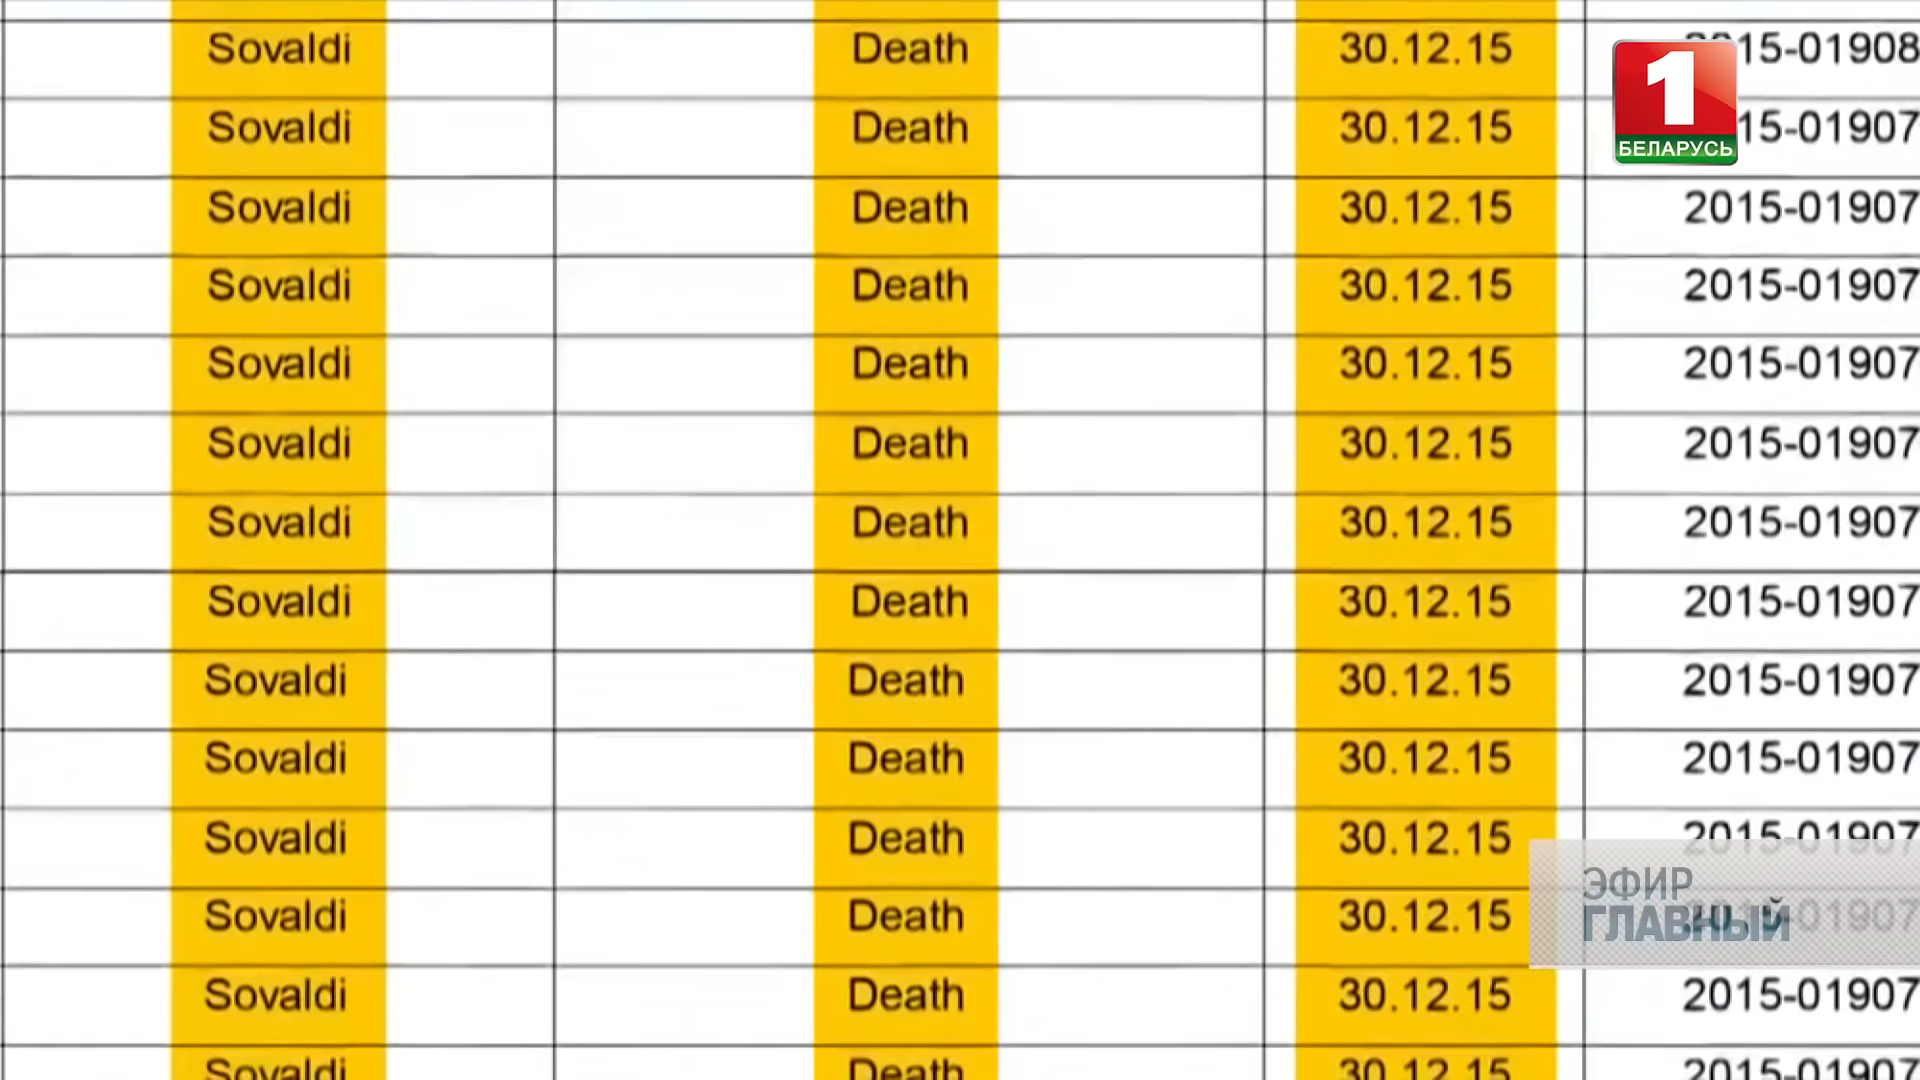 Sovaldi Death 30.12.15 15-01908
1
БЕЛАРУСЬ
Sovaldi Death 30.12.15 15-01907
Sovaldi Death 30.12.15 2015-01907
Sovaldi Death 30.12.15 2015-01907
Sovaldi Death 30.12.15 2015-01907
Sovaldi Death 30.12.15 2015-01907
Sovaldi Death 30.12.15 2015-01907
Sovaldi Death 30.12.15 2015-01907
Sovaldi Death 30.12.15 2015-01907
Sovaldi Death 30.12.15 2015-01907
Sovaldi Death 30.12.15 2015-01907
ЭФИР
ГЛАВНЫЙ
Sovaldi Death 30.12.15 -01907
Sovaldi Death 30.12.15 2015-01907
Sovaldi Death 30.12.15 2015-01907